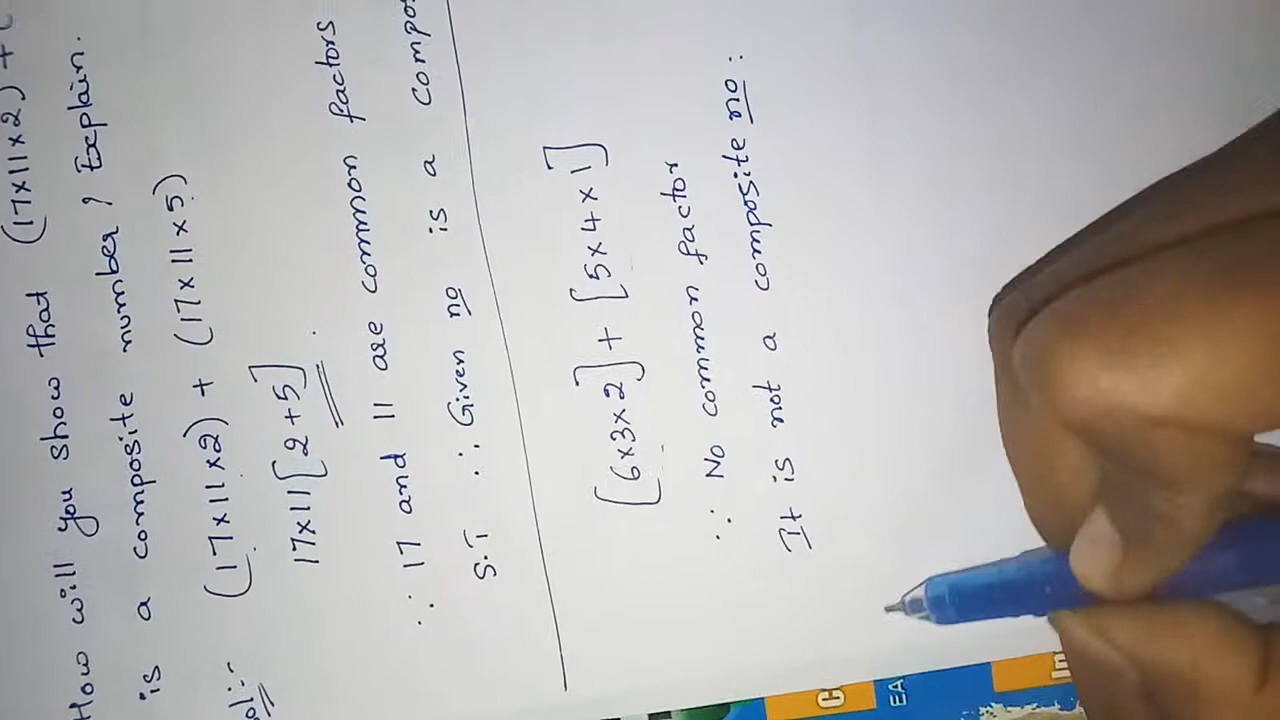 How will you show that (17×11×2) +
is a composite number? Explain.
Sol:- (17×11×2) + (17×11×5)
17×11[2+5].
∴ 17 and 11 are common factors
S.T ∴ Given no is a compo
[6×3×2] + [5×4×1]
∴ No common factor
It is not a composite no:
C
EA
In